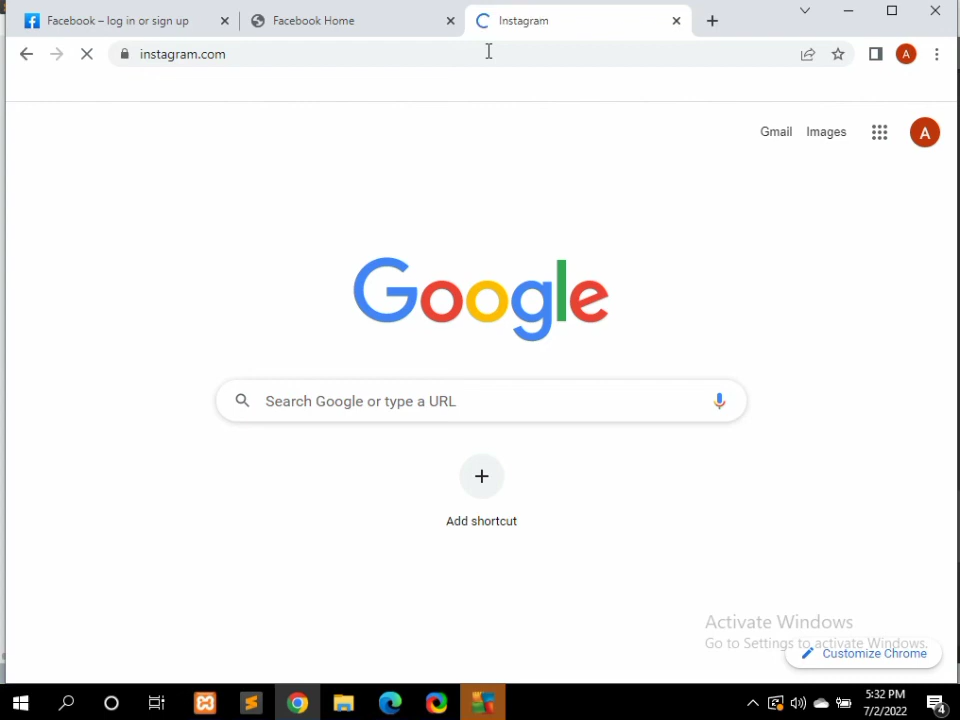 Facebook – log in or sign up
Facebook Home
Instagram
instagram.com
A
Gmail
Images
A
Google
Search Google or type a URL
Add shortcut
Activate Windows
Go to Settings to activate Windows.
Customize Chrome
5:32 PM
7/2/2022
4